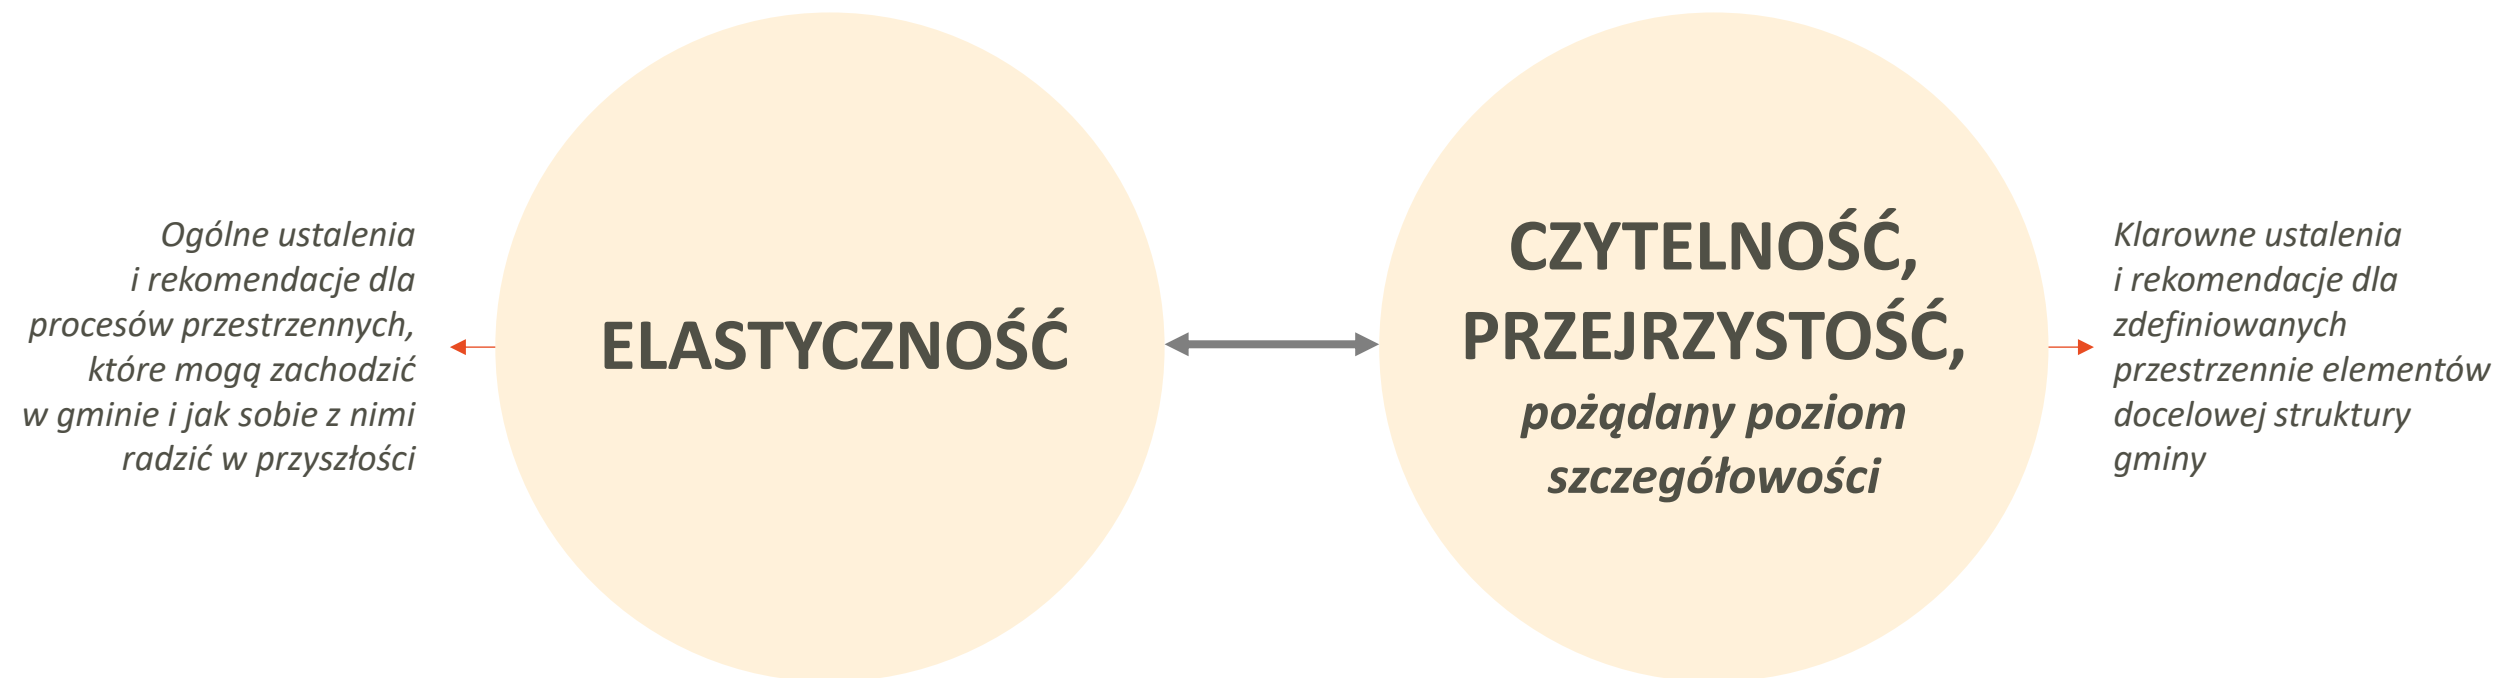 Ogólne ustalenia
i rekomendacje dla
procesów przestrzennych,
które mogą zachodzić
w gminie i jak sobie z nimi
radzić w przyszłości
ELASTYCZNOŚĆ
CZYTELNOŚĆ,
PRZEJRZYSTOŚĆ,
pożądany poziom
szczegółowości
Klarowne ustalenia
i rekomendacje dla
zdefiniowanych
przestrzennie elementów
docelowej struktury
gminy